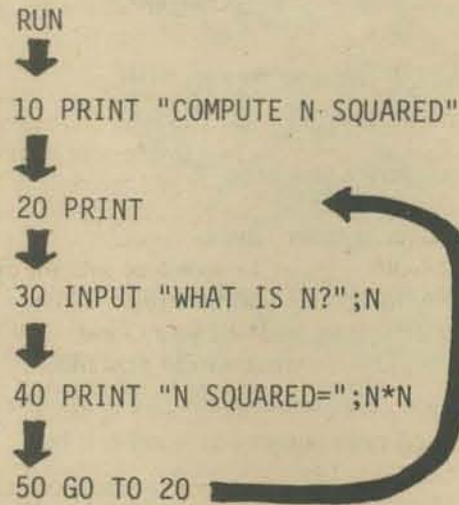 RUN
10 PRINT "COMPUTE N SQUARED"
20 PRINT
30 INPUT "WHAT IS N?";N
40 PRINT "N SQUARED=";N*N
50 GO TO 20